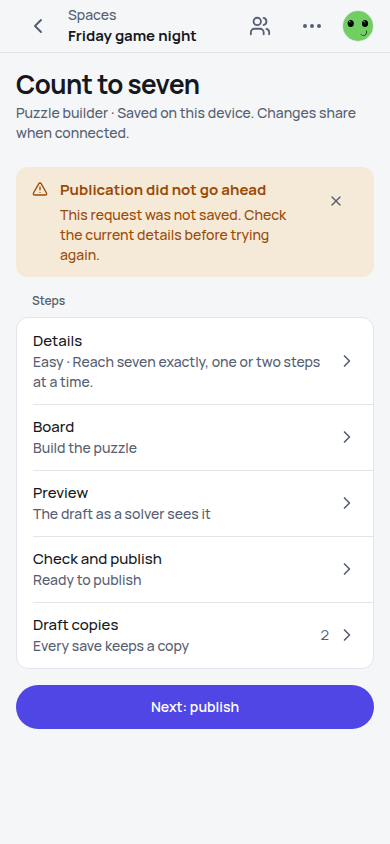 Spaces
Friday game night
Count to seven
Puzzle builder · Saved on this device. Changes share
when connected.
Publication did not go ahead
This request was not saved. Check
the current details before trying
again.
Steps
Details
Easy · Reach seven exactly, one or two steps
at a time.
Board
Build the puzzle
Preview
The draft as a solver sees it
Check and publish
Ready to publish
Draft copies
Every save keeps a copy
2
Next: publish